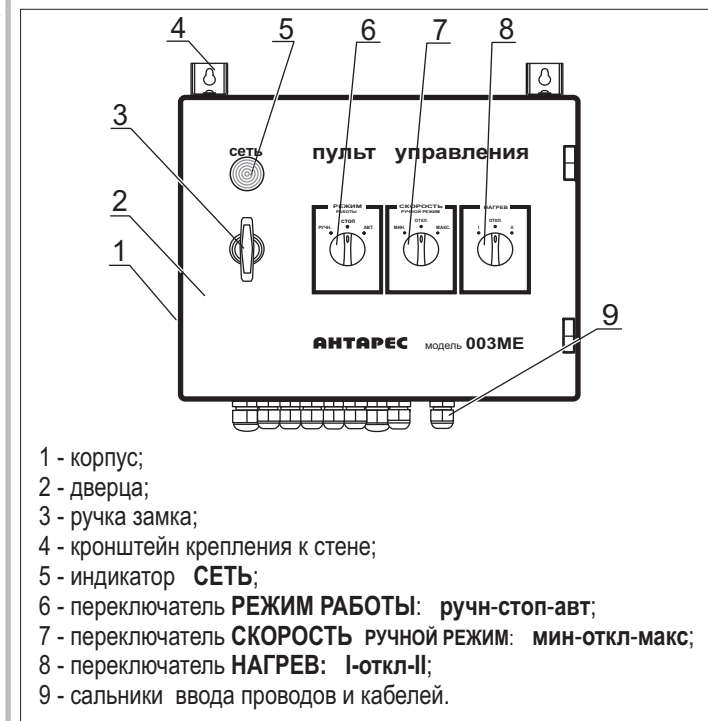 4 5 6 7 8
3
сеть пульт управления
2
РЕЖИМ РАБОТЫ
РУЧН. СТОП АВТ.
СКОРОСТЬ РУЧНОЙ РЕЖИМ
МИН. ОТКЛ. МАКС.
НАГРЕВ
I ОТКЛ. II
1
9
АНТАРЕС модель 003МЕ
1 - корпус;
2 - дверца;
3 - ручка замка;
4 - кронштейн крепления к стене;
5 - индикатор СЕТЬ;
6 - переключатель РЕЖИМ РАБОТЫ: ручн-стоп-авт;
7 - переключатель СКОРОСТЬ РУЧНОЙ РЕЖИМ: мин-откл-макс;
8 - переключатель НАГРЕВ: I-откл-II;
9 - сальники ввода проводов и кабелей.